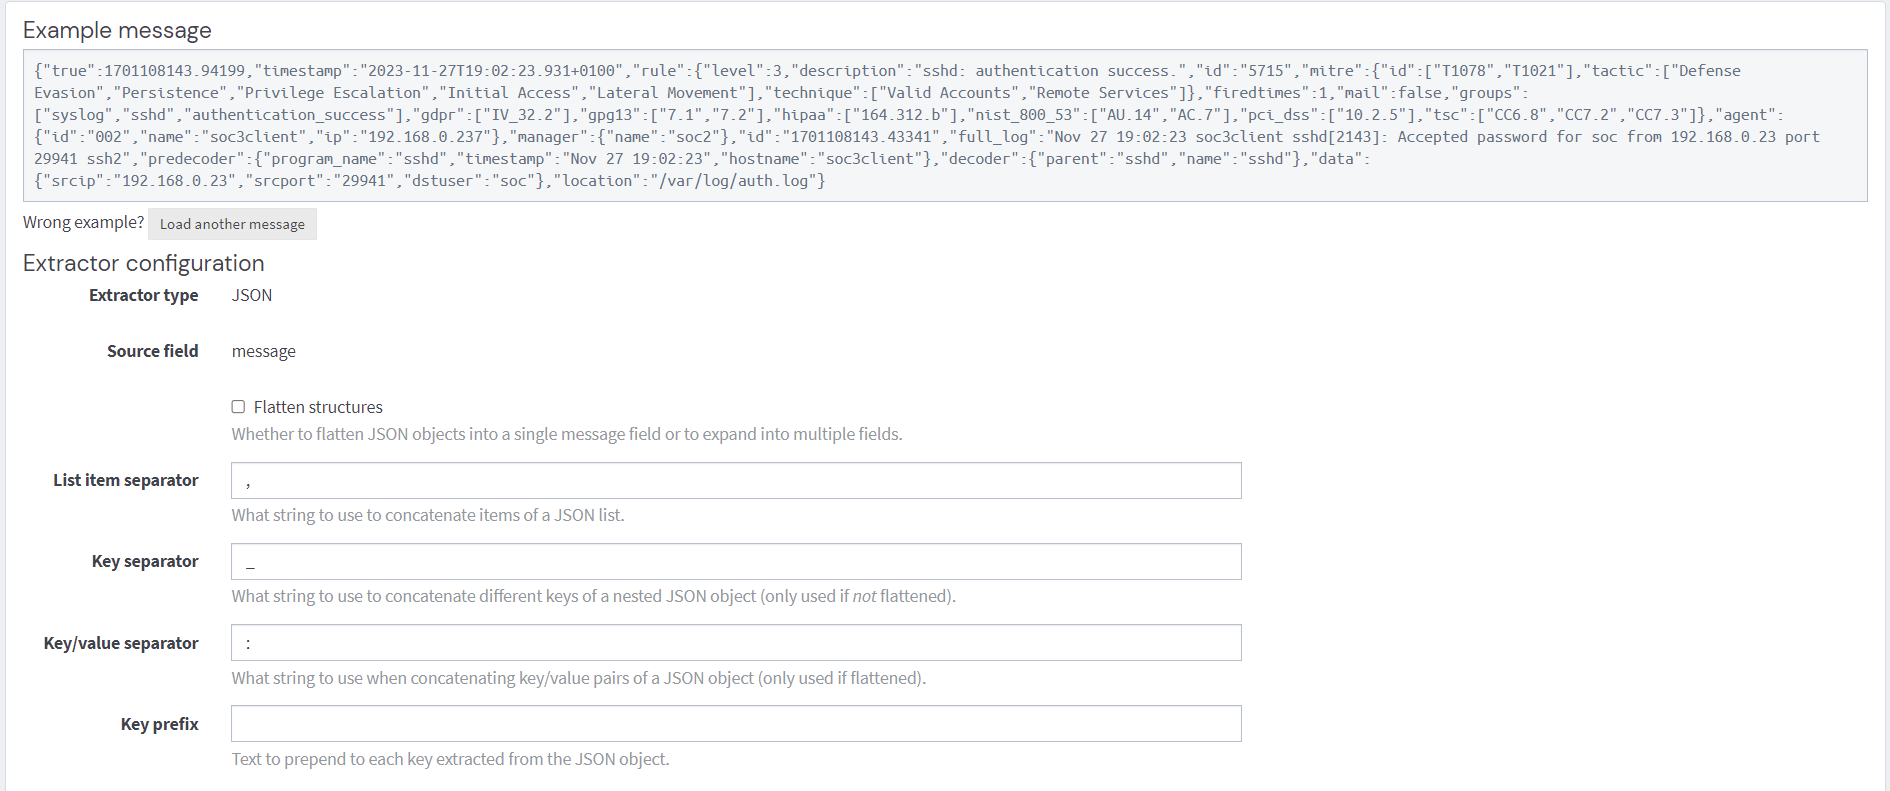 Example message
{"true":1701108143.94199,"timestamp":"2023-11-27T19:02:23.931+0100","rule":{"level":3,"description":"sshd: authentication success.","id":"5715","mitre":{"id":["T1078","T1021"],"tactic":["Defense
Evasion","Persistence","Privilege Escalation","Initial Access","Lateral Movement"],"technique":["Valid Accounts","Remote Services"]},"firedtimes":1,"mail":false,"groups":
["syslog","sshd","authentication_success"],"gdpr":["IV_32.2"],"gpg13":["7.1","7.2"],"hipaa":["164.312.b"],"nist_800_53":["AU.14","AC.7"],"pci_dss":["10.2.5"],"tsc":["CC6.8","CC7.2","CC7.3"]},"agent":
{"id":"002","name":"soc3client","ip":"192.168.0.237"},"manager":{"name":"soc2"},"id":"1701108143.43341","full_log":"Nov 27 19:02:23 soc3client sshd[2143]: Accepted password for soc from 192.168.0.23 port
29941 ssh2","predecoder":{"program_name":"sshd","timestamp":"Nov 27 19:02:23","hostname":"soc3client"},"decoder":{"parent":"sshd","name":"sshd"},"data":
{"srcip":"192.168.0.23","srcport":"29941","dstuser":"soc"},"location":"/var/log/auth.log"}
Wrong example? Load another message
Extractor configuration
Extractor type JSON
Source field message
Flatten structures
Whether to flatten JSON objects into a single message field or to expand into multiple fields.
List item separator ,
What string to use to concatenate items of a JSON list.
Key separator _
What string to use to concatenate different keys of a nested JSON object (only used if not flattened).
Key/value separator :
What string to use when concatenating key/value pairs of a JSON object (only used if flattened).
Key prefix
Text to prepend to each key extracted from the JSON object.